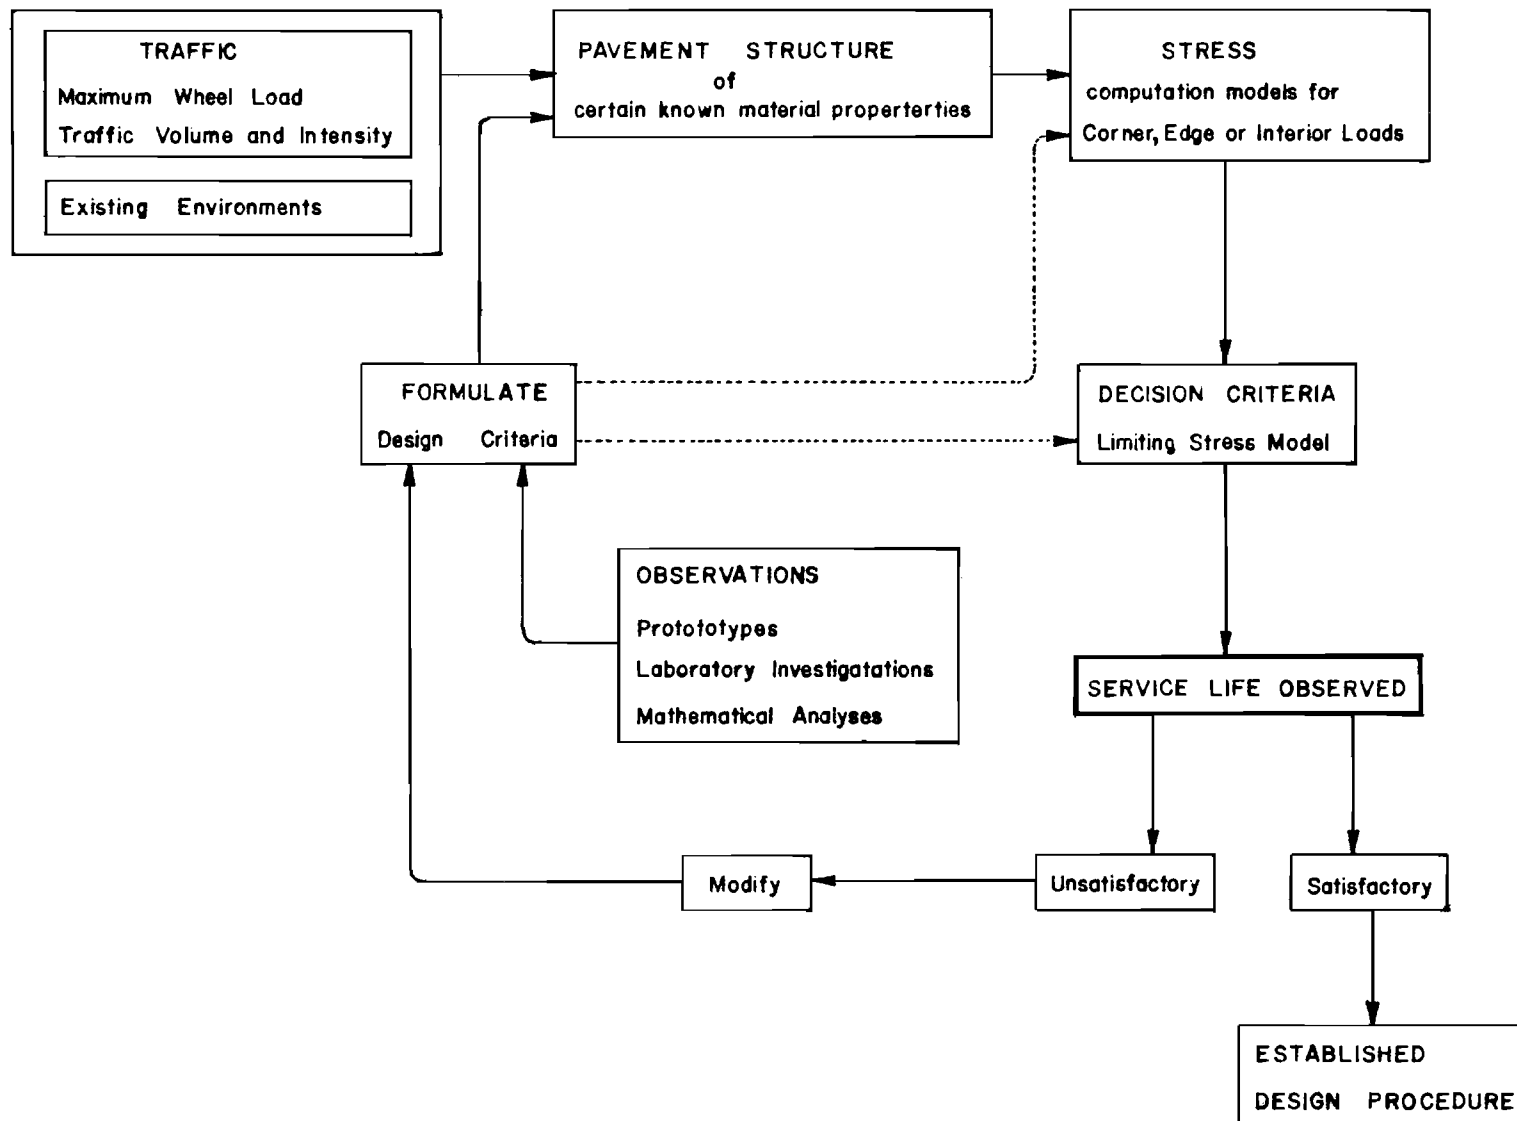 TRAFFIC
Maximum Wheel Load
Traffic Volume and Intensity
Existing Environments
PAVEMENT STRUCTURE
of
certain known material properterties
STRESS
computation models for
Corner, Edge or Interior Loads
FORMULATE
Design Criteria
DECISION CRITERIA
Limiting Stress Model
OBSERVATIONS
Protototypes
Laboratory Investigatations
Mathematical Analyses
SERVICE LIFE OBSERVED
Modify
Unsatisfactory
Satisfactory
ESTABLISHED
DESIGN PROCEDURE